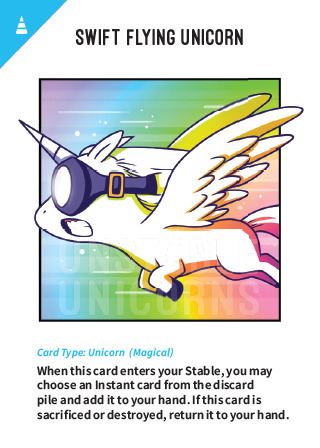 SWIFT FLYING UNICORN
UNSTABLE
UNICORNS
Card Type: Unicorn (Magical)
When this card enters your Stable, you may
choose an Instant card from the discard
pile and add it to your hand. If this card is
sacrificed or destroyed, return it to your hand.